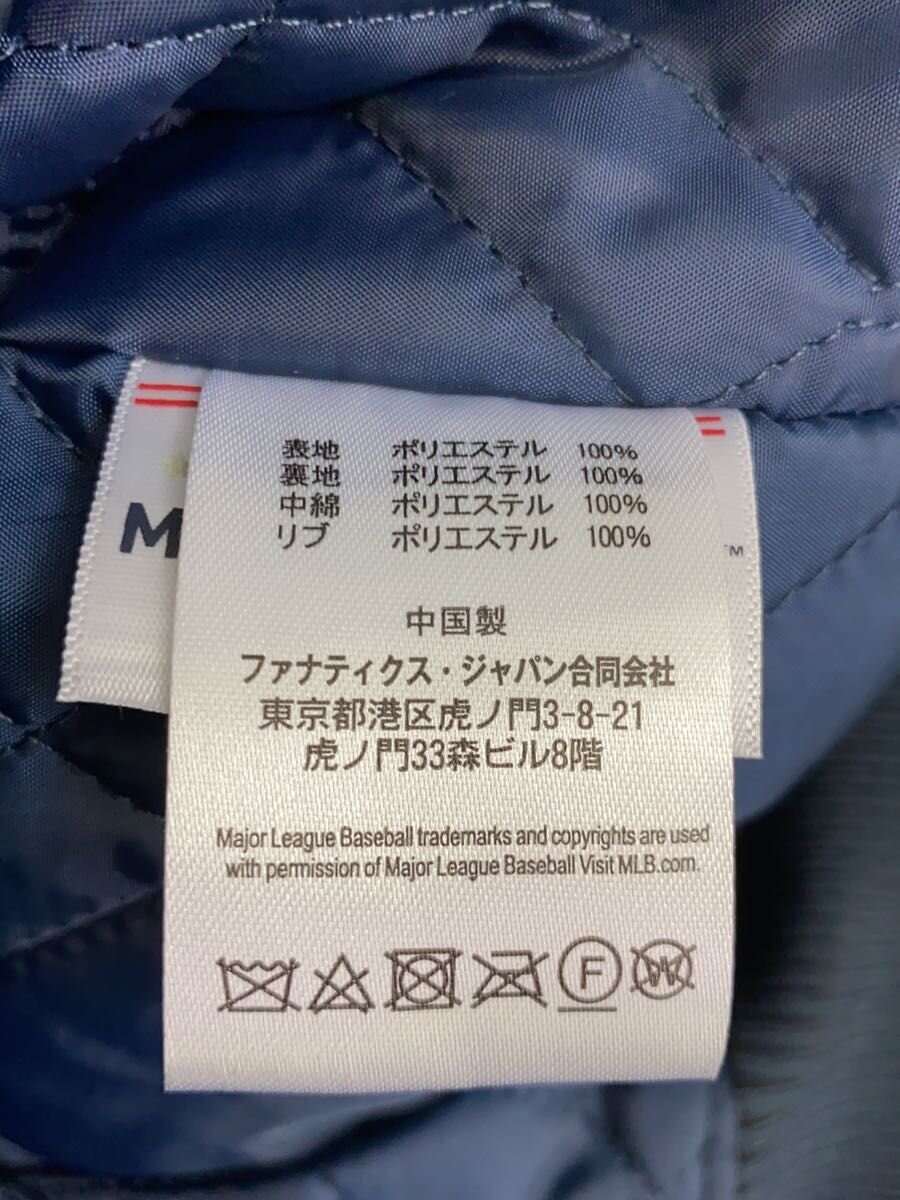 表地 ポリエステル 100%
裏地 ポリエステル 100%
中綿 ポリエステル 100%
リブ ポリエステル 100%
中国製
ファナティクス・ジャパン合同会社
東京都港区虎ノ門3-8-21
虎ノ門33森ビル8階
Major League Baseball trademarks and copyrights are used
with permission of Major League Baseball Visit MLB.com.
F W
M
TM